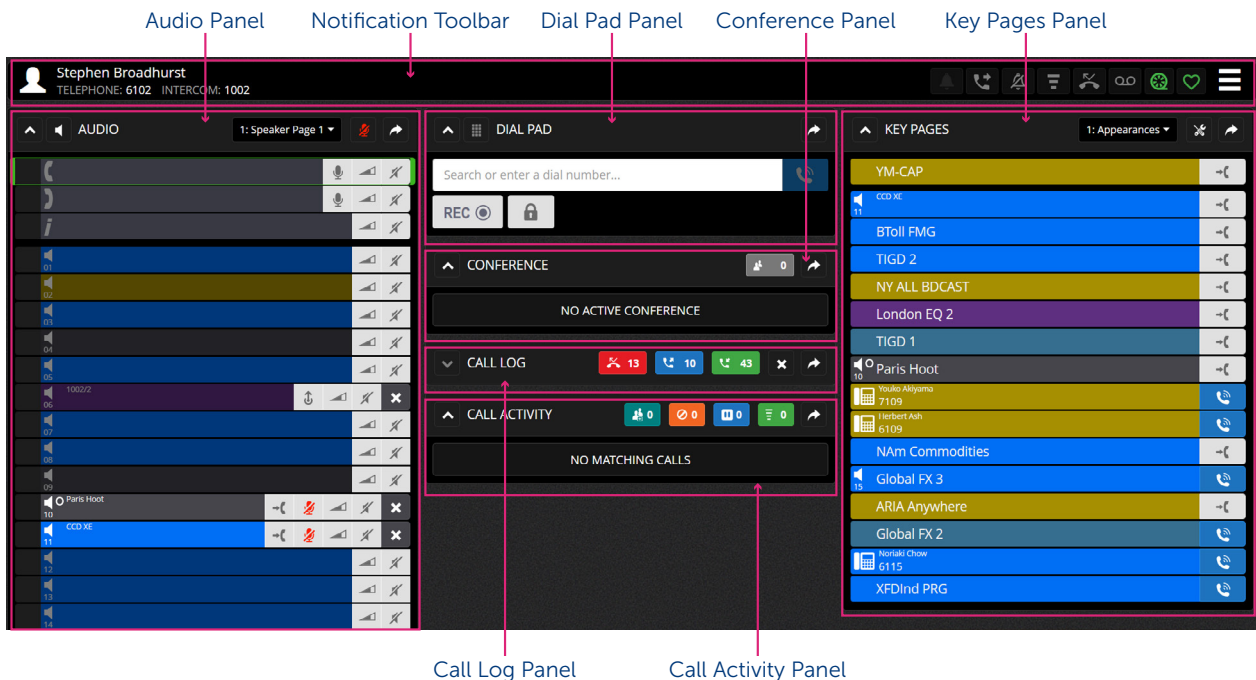 Audio Panel Notification Toolbar Dial Pad Panel Conference Panel Key Pages Panel
Stephen Broadhurst
TELEPHONE: 6102 INTERCOM: 1002
AUDIO 1: Speaker Page 1
i
01
02
03
04
05
1002/2
06
07
08
09
Paris Hoot
10
CCD XE
11
12
13
14
DIAL PAD
Search or enter a dial number...
REC
CONFERENCE 0
NO ACTIVE CONFERENCE
CALL LOG 13 10 43
CALL ACTIVITY 0 0 0 0
NO MATCHING CALLS
KEY PAGES 1: Appearances
YM-CAP
CCD XE
11
BToll FMG
TIGD 2
NY ALL BDCAST
London EQ 2
TIGD 1
Paris Hoot
10
Youko Akiyama
7109
Herbert Ash
6109
NAm Commodities
Global FX 3
15
ARIA Anywhere
Global FX 2
Noriaki Chow
6115
XFDInd PRG
Call Log Panel Call Activity Panel